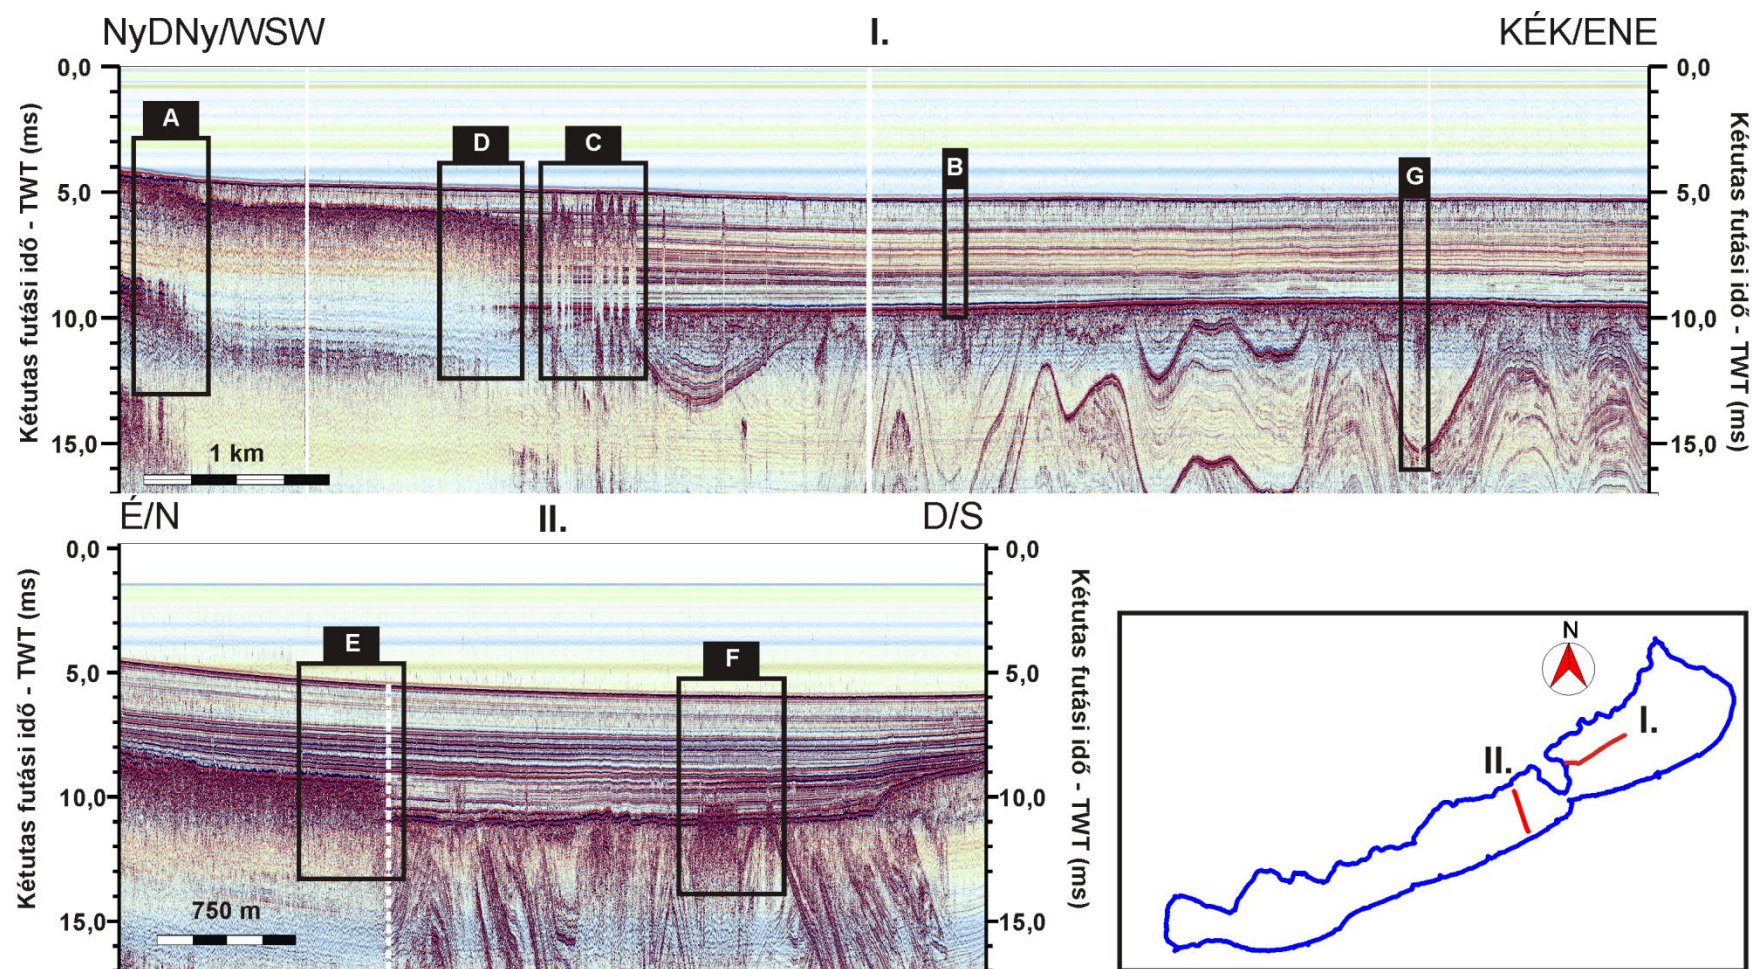 NyDNy/WSW I. KÉK/ENE
0,0 0,0
A
D C B G
5,0 5,0
10,0 10,0
15,0 15,0
Kétutas futási idő - TWT (ms)
Kétutas futási idő - TWT (ms)
1 km
É/N II. D/S
0,0 0,0
E F
5,0 5,0
10,0 10,0
15,0 15,0
Kétutas futási idő - TWT (ms)
Kétutas futási idő - TWT (ms)
750 m
N
I.
II.